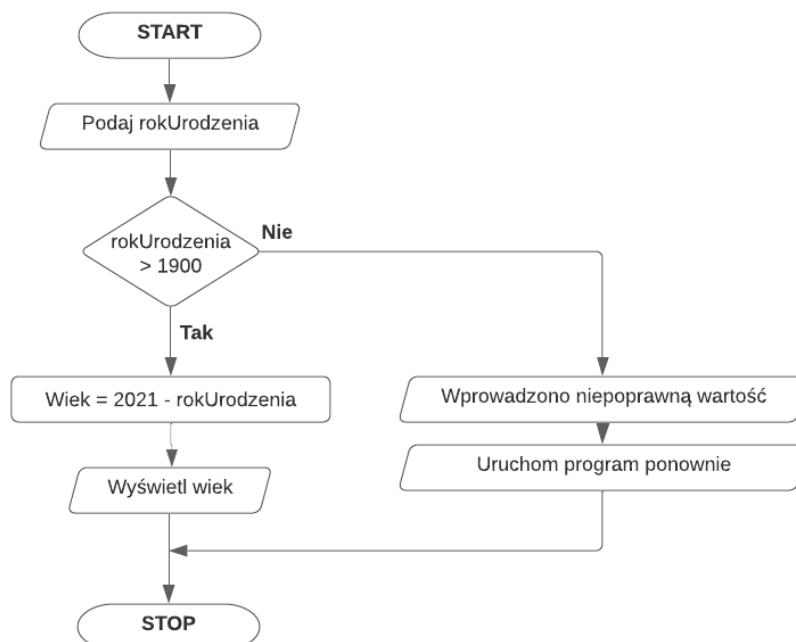 START
Podaj rokUrodzenia
rokUrodzenia
> 1900
Nie
Tak
Wiek = 2021 - rokUrodzenia
Wprowadzono niepoprawną wartość
Uruchom program ponownie
Wyświetl wiek
STOP